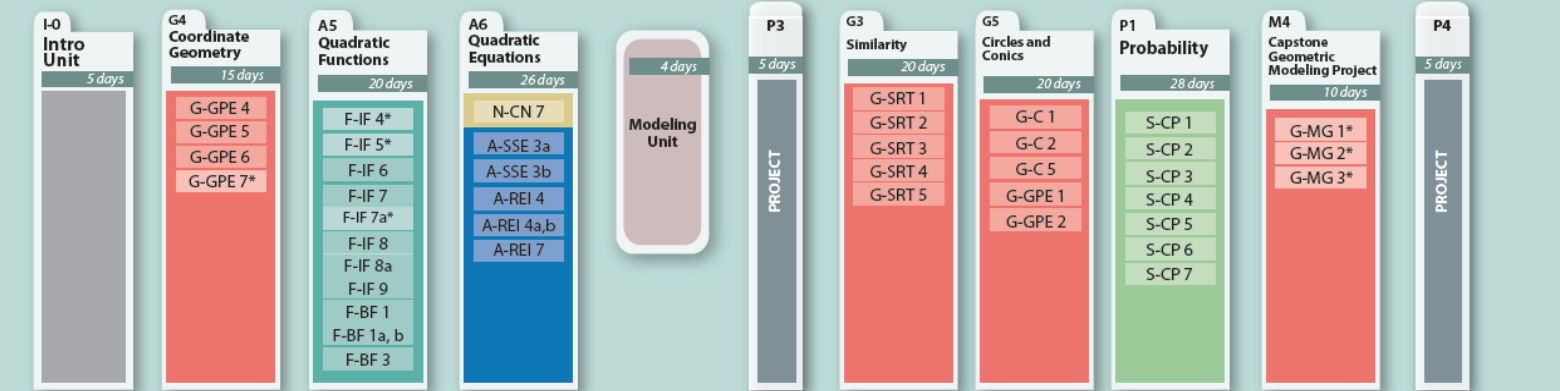 I-0
Intro
Unit
5 days
G4
Coordinate
Geometry
15 days
G-GPE 4
G-GPE 5
G-GPE 6
G-GPE 7*
A5
Quadratic
Functions
20 days
F-IF 4*
F-IF 5*
F-IF 6
F-IF 7
F-IF 7a*
F-IF 8
F-IF 8a
F-IF 9
F-BF 1
F-BF 1a, b
F-BF 3
A6
Quadratic
Equations
26 days
N-CN 7
A-SSE 3a
A-SSE 3b
A-REI 4
A-REI 4a,b
A-REI 7
4 days
Modeling
Unit
P3
5 days
PROJECT
G3
Similarity
20 days
G-SRT 1
G-SRT 2
G-SRT 3
G-SRT 4
G-SRT 5
G5
Circles and
Conics
20 days
G-C 1
G-C 2
G-C 5
G-GPE 1
G-GPE 2
P1
Probability
28 days
S-CP 1
S-CP 2
S-CP 3
S-CP 4
S-CP 5
S-CP 6
S-CP 7
M4
Capstone
Geometric
Modeling Project
10 days
G-MG 1*
G-MG 2*
G-MG 3*
P4
5 days
PROJECT